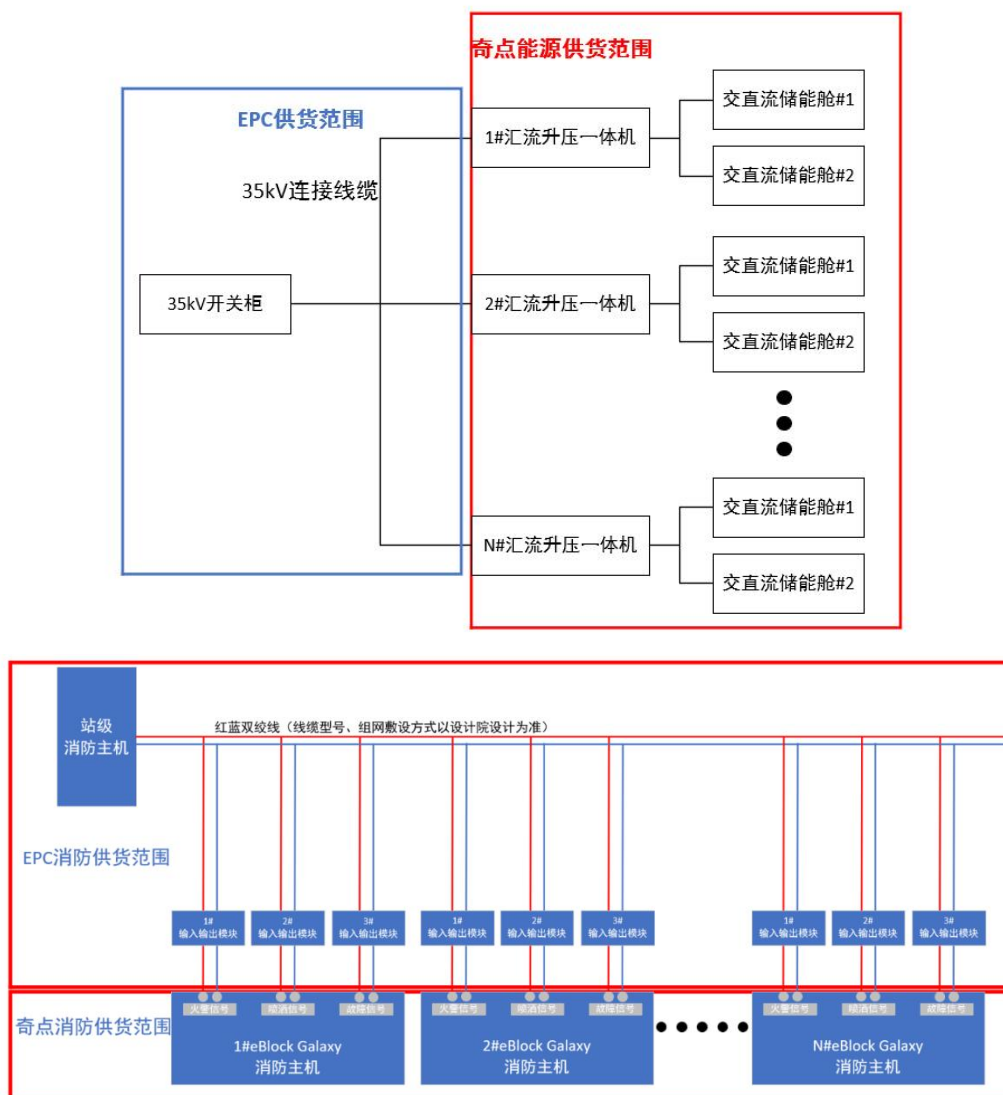 奇点能源供货范围
EPC供货范围
35kV连接线缆
35kV开关柜
1#汇流升压一体机
交直流储能舱#1
交直流储能舱#2
2#汇流升压一体机
交直流储能舱#1
交直流储能舱#2
N#汇流升压一体机
交直流储能舱#1
交直流储能舱#2
站级
消防主机
红蓝双绞线（线缆型号、组网敷设方式以设计院设计为准）
EPC消防供货范围
1#
输入输出模块
2#
输入输出模块
3#
输入输出模块
1#
输入输出模块
2#
输入输出模块
3#
输入输出模块
1#
输入输出模块
2#
输入输出模块
3#
输入输出模块
奇点消防供货范围
火警信号
喷洒信号
故障信号
1#eBlock Galaxy
消防主机
火警信号
喷洒信号
故障信号
2#eBlock Galaxy
消防主机
火警信号
喷洒信号
故障信号
N#eBlock Galaxy
消防主机